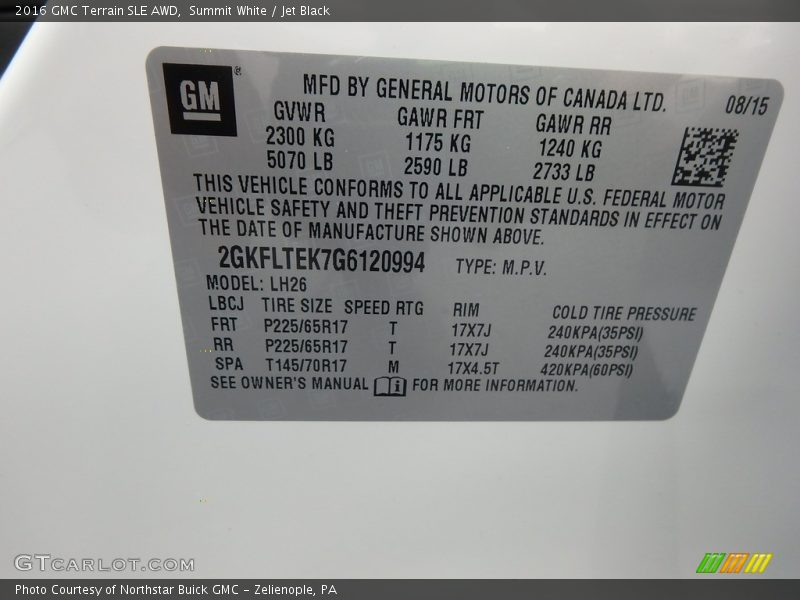 2016 GMC Terrain SLE AWD,  Summit White / Jet Black
GM ®
MFD BY GENERAL MOTORS OF CANADA LTD.
08/15
GVWR GAWR FRT GAWR RR
2300 KG 1175 KG 1240 KG
5070 LB 2590 LB 2733 LB
THIS VEHICLE CONFORMS TO ALL APPLICABLE U.S. FEDERAL MOTOR
VEHICLE SAFETY AND THEFT PREVENTION STANDARDS IN EFFECT ON
THE DATE OF MANUFACTURE SHOWN ABOVE.
2GKFLTEK7G6120994 TYPE: M.P.V.
MODEL: LH26
LBCJ TIRE SIZE SPEED RTG RIM COLD TIRE PRESSURE
FRT P225/65R17 T 17X7J 240KPA(35PSI)
RR P225/65R17 T 17X7J 240KPA(35PSI)
SPA T145/70R17 M 17X4.5T 420KPA(60PSI)
SEE OWNER'S MANUAL i FOR MORE INFORMATION.
GTCARLOT.COM
Photo Courtesy of Northstar Buick GMC - Zelienople, PA